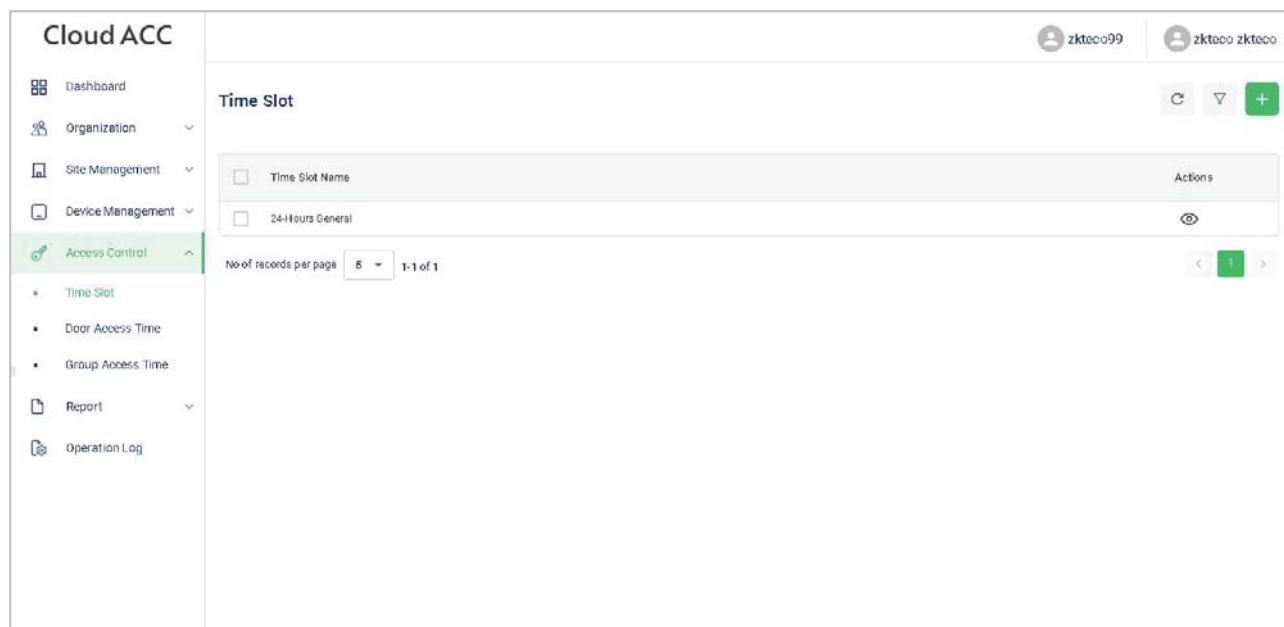 Cloud ACC
zkteco99
zkteco zkteco
Dashboard
Organization
Site Management
Device Management
Access Control
Time Slot
Door Access Time
Group Access Time
Report
Operation Log
Time Slot
+
Time Slot Name Actions
24-Hours General
No of records per page 5 1-1 of 1
< 1 >